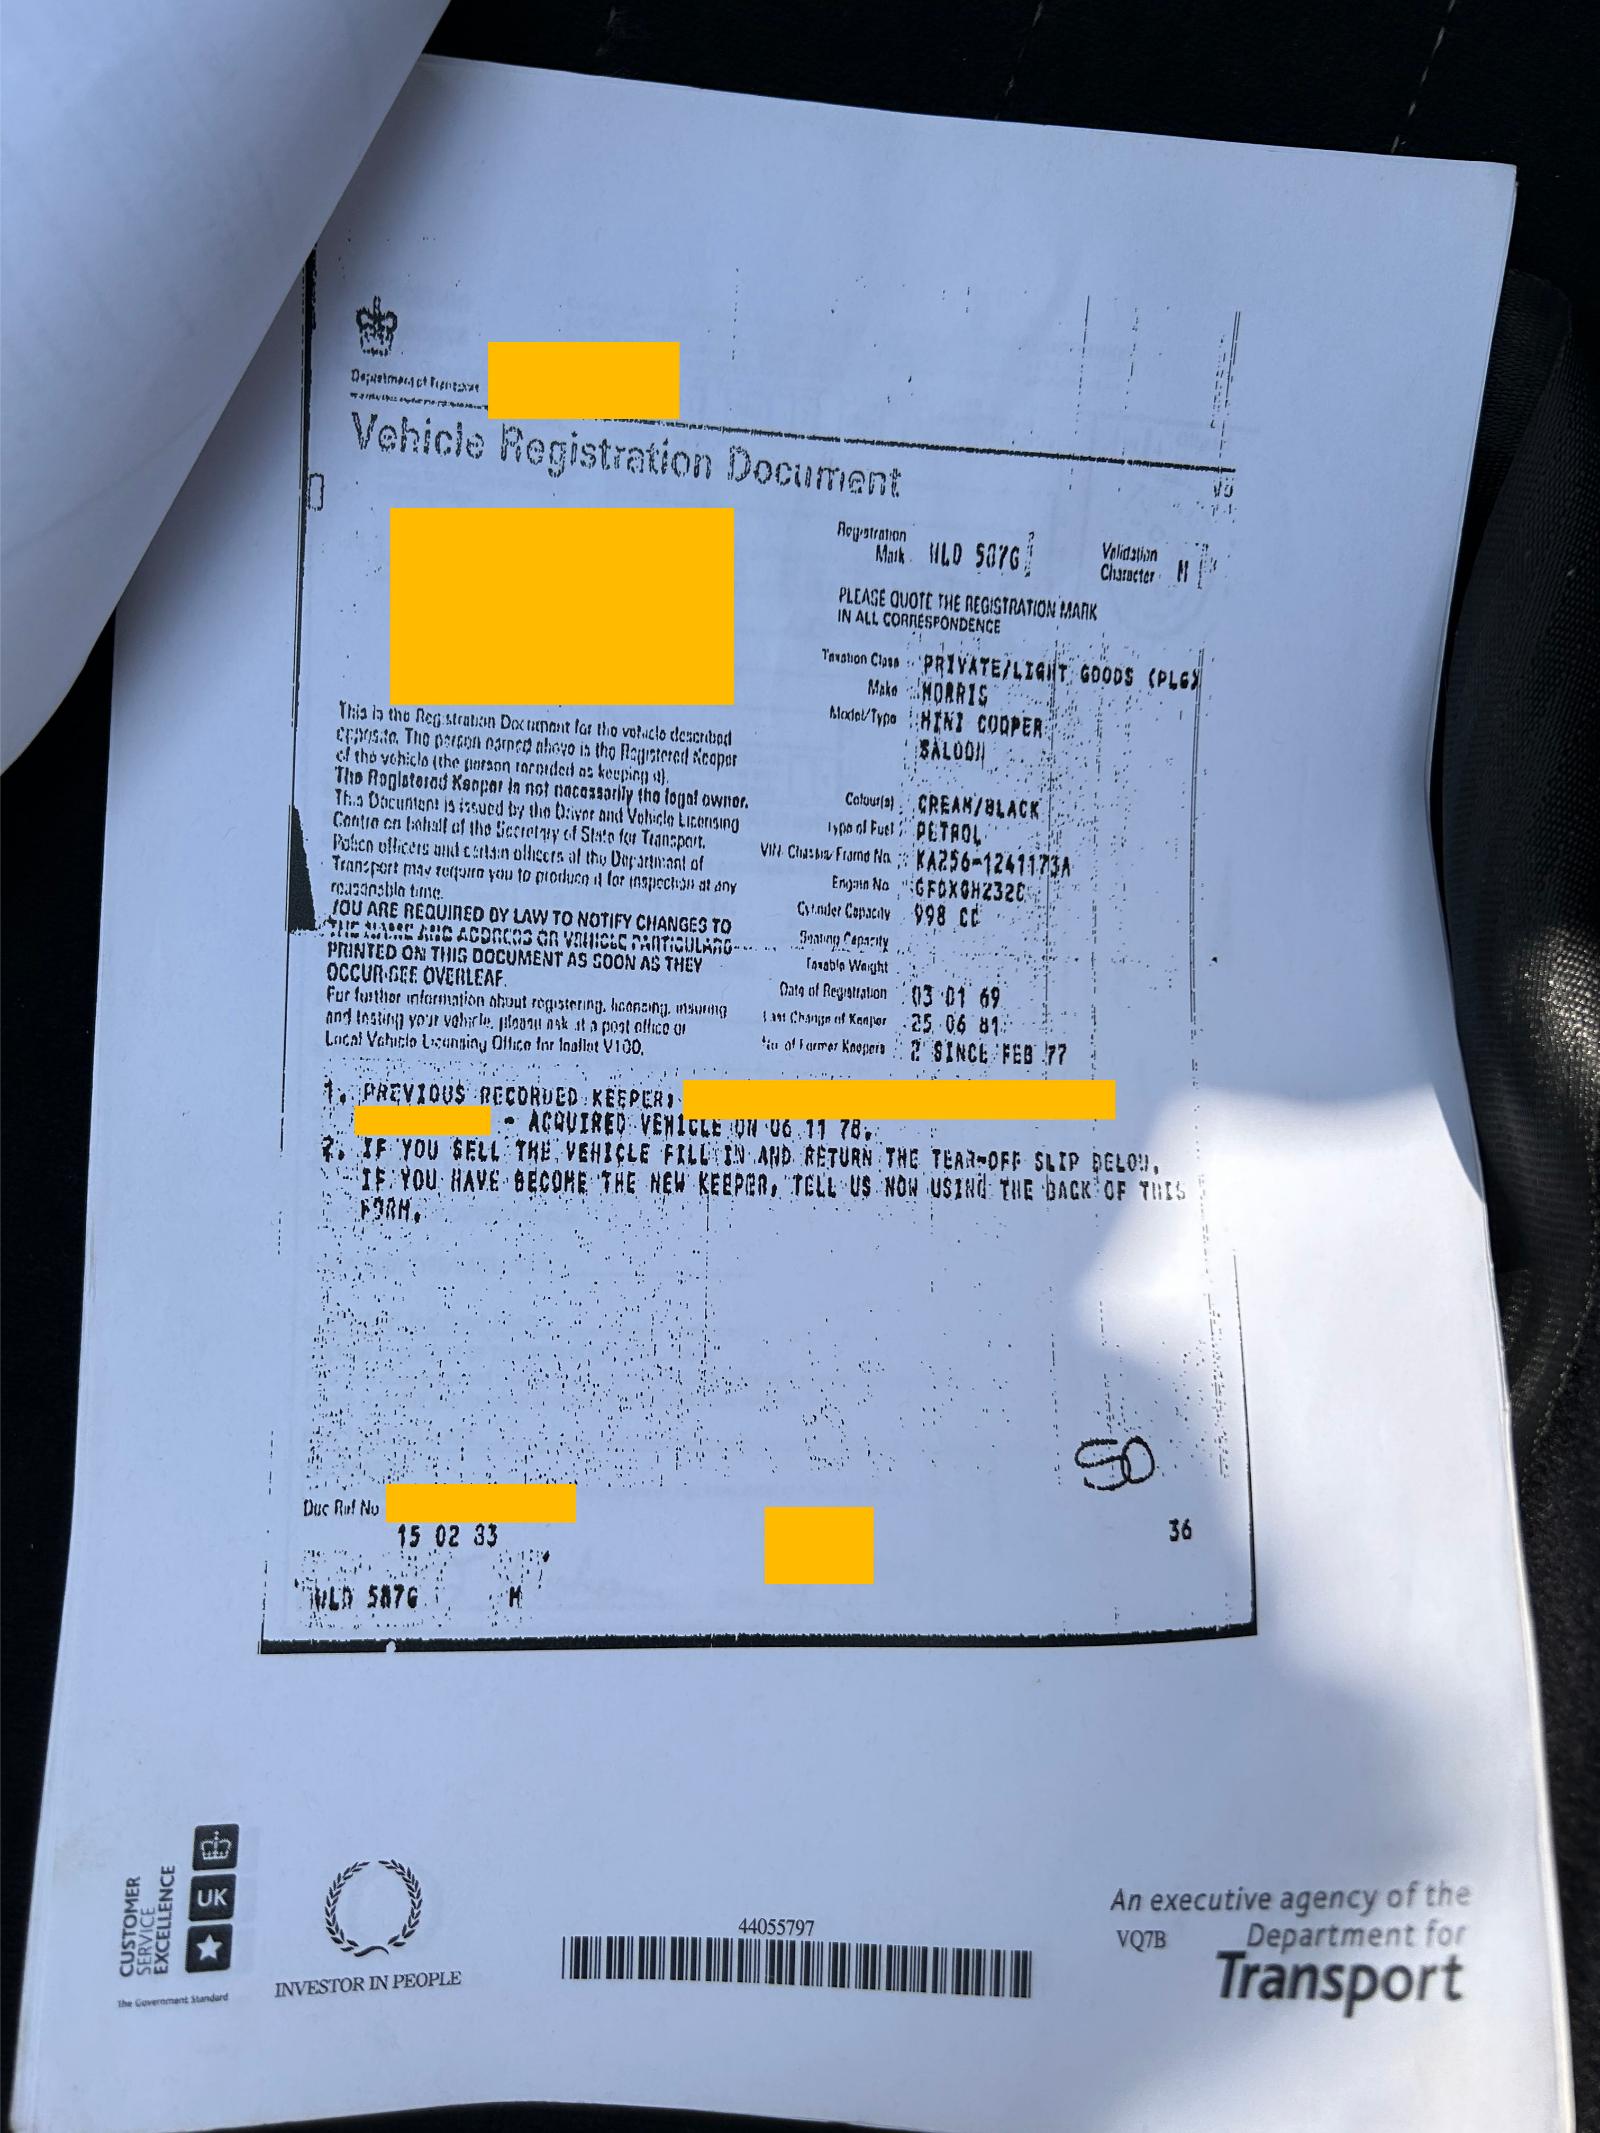 Department of Transport
Vehicle Registration Document
V5
Registration Mark NLD 587G
Validation Character M
PLEASE QUOTE THE REGISTRATION MARK
IN ALL CORRESPONDENCE
Taxation Class PRIVATE/LIGHT GOODS (PLG)
Make MORRIS
Model/Type MINI COOPER
SALOON
Colour(s) CREAM/BLACK
Type of Fuel PETROL
VIN Chassis/Frame No. KA2S6-1241173A
Engine No
Cylinder Capacity 998 CC
Seating Capacity
Taxable Weight
Date of Registration 03 01 69
Last Change of Keeper 25 06 81
No. of Former Keepers 2 SINCE FEB 77
This is the Registration Document for the vehicle described
opposite. The person named above is the Registered Keeper
of the vehicle (the person recorded as keeping it).
The Registered Keeper is not necessarily the legal owner.
This Document is issued by the Driver and Vehicle Licensing
Centre on behalf of the Secretary of State for Transport.
Police officers and certain officers of the Department of
Transport may require you to produce it for inspection at any
reasonable time.
YOU ARE REQUIRED BY LAW TO NOTIFY CHANGES TO
THE NAME AND ADDRESS OR VEHICLE PARTICULARS
PRINTED ON THIS DOCUMENT AS SOON AS THEY
OCCUR-SEE OVERLEAF.
For further information about registering, licensing, insuring
and testing your vehicle, please ask at a post office or
Local Vehicle Licensing Office for leaflet V100.
1. PREVIOUS RECORDED KEEPER,
- ACQUIRED VEHICLE ON 06 11 78.
2. IF YOU SELL THE VEHICLE FILL IN AND RETURN THE TEAR-OFF SLIP BELOW.
IF YOU HAVE BECOME THE NEW KEEPER, TELL US NOW USING THE BACK OF THIS
FORM.
Doc Ref No
15 02 83
36
NLD 587G M
CUSTOMER
SERVICE
EXCELLENCE
UK
The Government Standard
INVESTOR IN PEOPLE
44055797
VQ7B
An executive agency of the
Department for
Transport